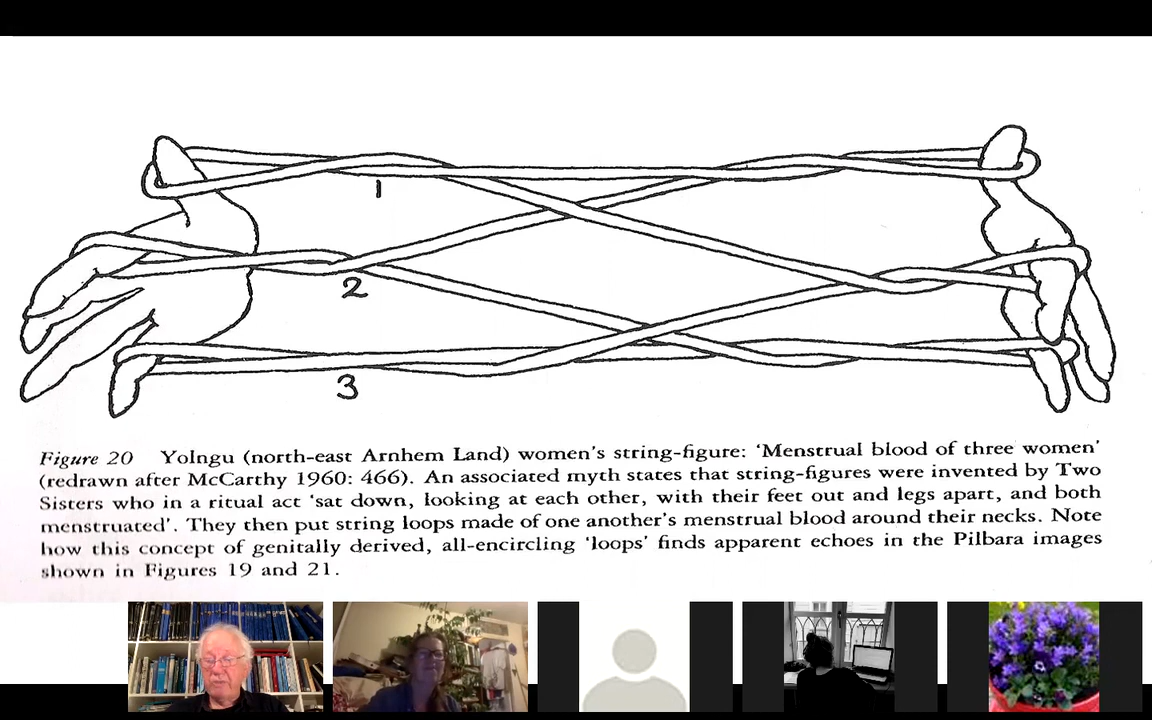 1
2
3
Figure 20 Yolngu (north-east Arnhem Land) women's string-figure: 'Menstrual blood of three women'
(redrawn after McCarthy 1960: 466). An associated myth states that string-figures were invented by Two
Sisters who in a ritual act 'sat down, looking at each other, with their feet out and legs apart, and both
menstruated'. They then put string loops made of one another's menstrual blood around their necks. Note
how this concept of genitally derived, all-encircling 'loops' finds apparent echoes in the Pilbara images
shown in Figures 19 and 21.